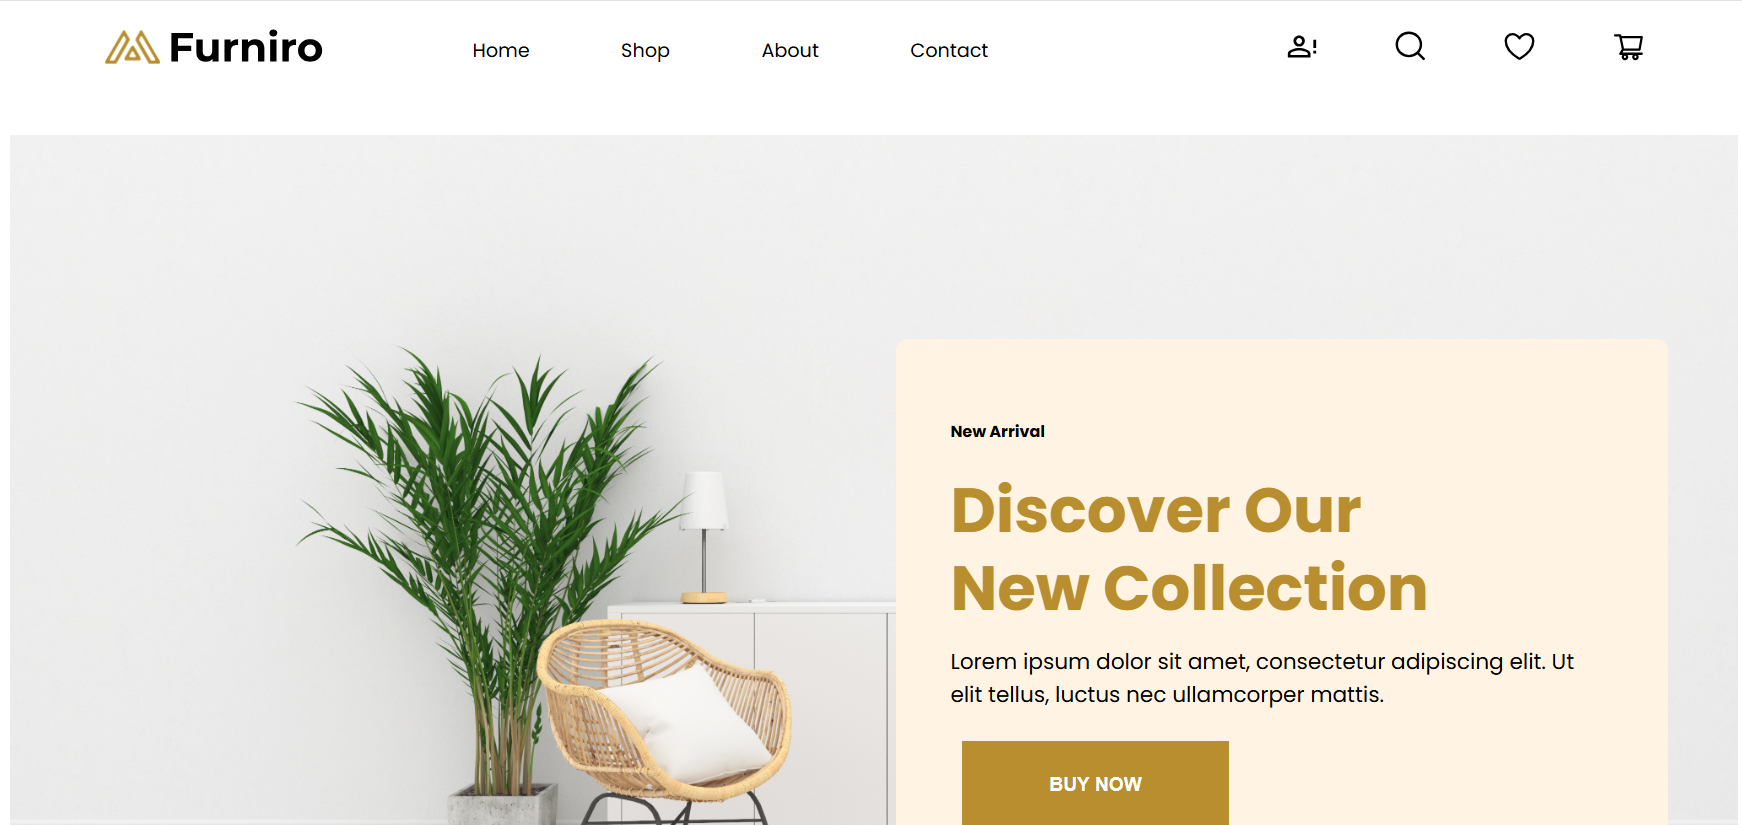 Furniro
Home
Shop
About
Contact
New Arrival
Discover Our
New Collection
Lorem ipsum dolor sit amet, consectetur adipiscing elit. Ut
elit tellus, luctus nec ullamcorper mattis.
BUY NOW